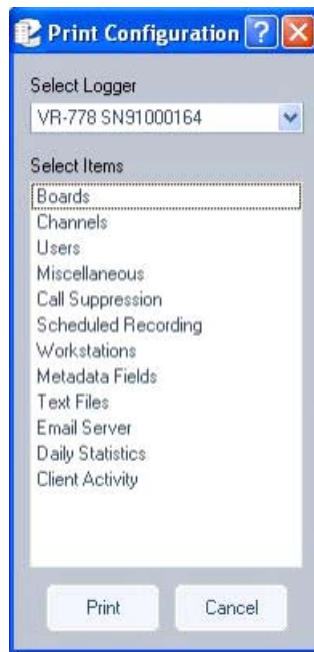 Print Configuration
Select Logger
VR-778 SN91000164
Select Items
Boards
Channels
Users
Miscellaneous
Call Suppression
Scheduled Recording
Workstations
Metadata Fields
Text Files
Email Server
Daily Statistics
Client Activity
Print Cancel